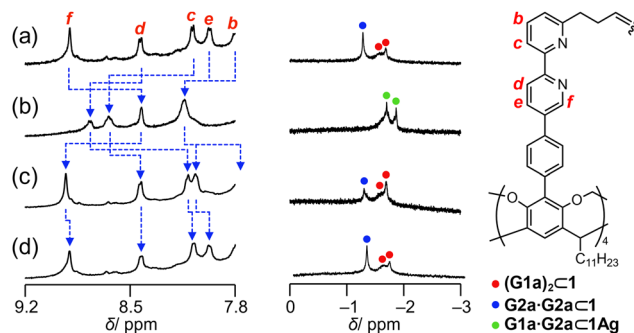 f d c e b
(a)
(b)
(c)
(d)
9.2 8.5 7.8
δ/ ppm
0 −1 −2 −3
δ/ ppm
b
c
N
d
N
e
f
O
O
4
C11H23
(G1a)2⊂1
G2a·G2a⊂1
G1a·G2a⊂1Ag